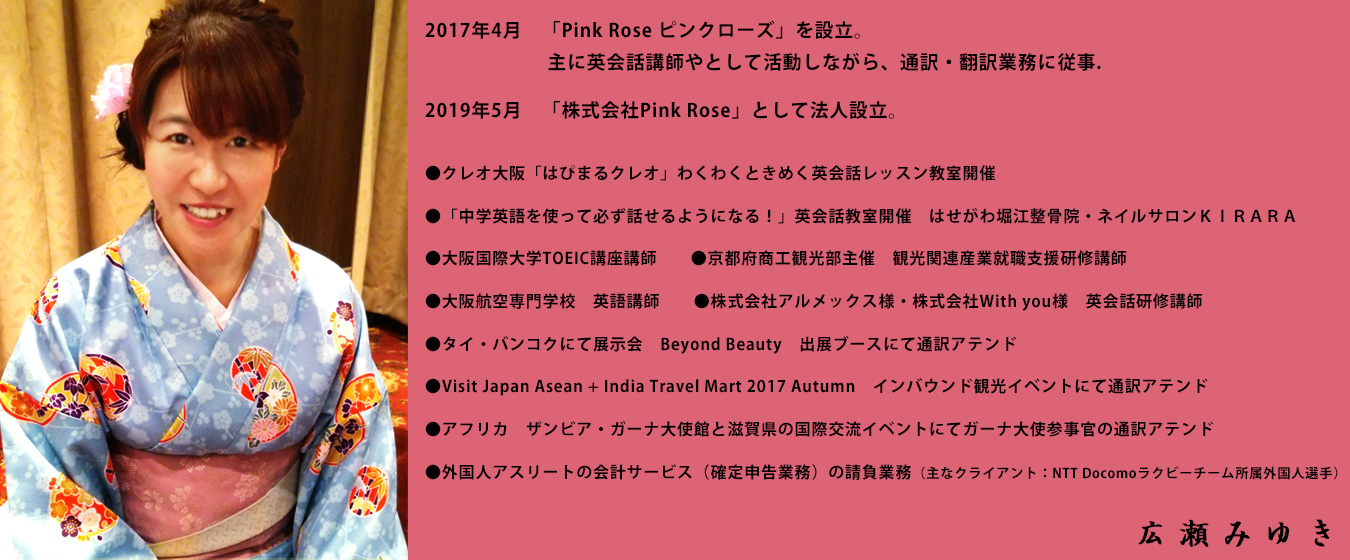 2017年4月　「Pink Rose ピンクローズ」を設立。
主に英会話講師やとして活動しながら、通訳・翻訳業務に従事.
2019年5月　「株式会社Pink Rose」として法人設立。
●クレオ大阪「はぴまるクレオ」わくわくときめく英会話レッスン教室開催
●「中学英語を使って必ず話せるようになる！」英会話教室開催　はせがわ堀江整骨院・ネイルサロンＫＩＲＡＲＡ
●大阪国際大学TOEIC講座講師　　●京都府商工観光部主催　観光関連産業就職支援研修講師
●大阪航空専門学校　英語講師　　●株式会社アルメックス様・株式会社With you様　英会話研修講師
●タイ・バンコクにて展示会　Beyond Beauty　出展ブースにて通訳アテンド
●Visit Japan Asean + India Travel Mart 2017 Autumn　インバウンド観光イベントにて通訳アテンド
●アフリカ　ザンビア・ガーナ大使館と滋賀県の国際交流イベントにてガーナ大使参事官の通訳アテンド
●外国人アスリートの会計サービス（確定申告業務）の請負業務（主なクライアント：NTT Docomoラクビーチーム所属外国人選手）
広瀬みゆき